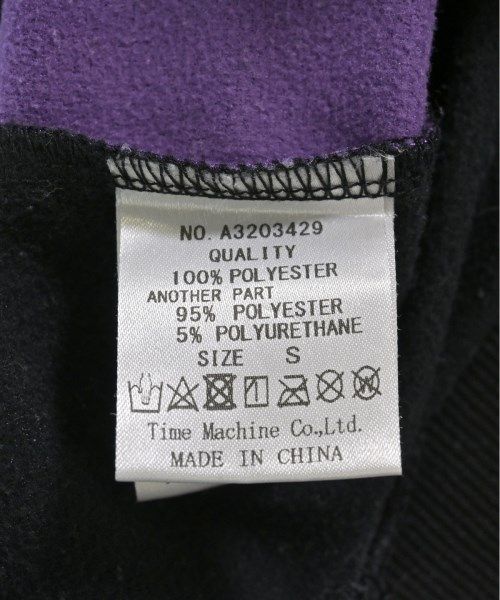 NO. A3203429
QUALITY
100% POLYESTER
ANOTHER PART
95% POLYESTER
5% POLYURETHANE
SIZE S
Time Machine Co.,Ltd.
MADE IN CHINA